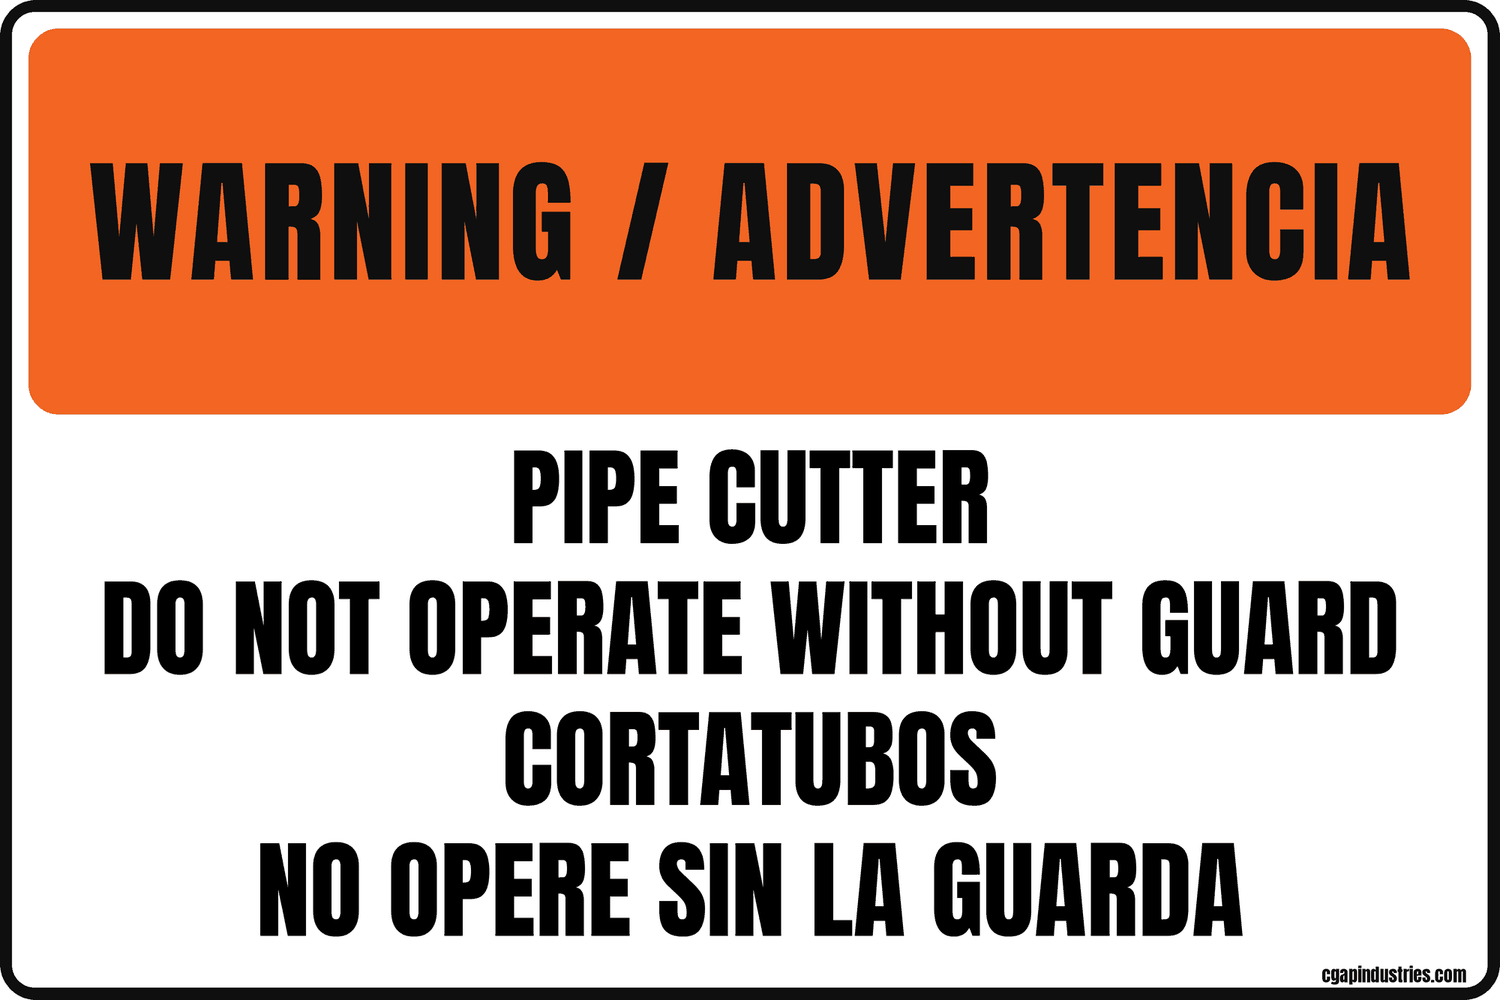 WARNING / ADVERTENCIA
PIPE CUTTER
DO NOT OPERATE WITHOUT GUARD
CORTATUBOS
NO OPERE SIN LA GUARDA
cgapindustries.com